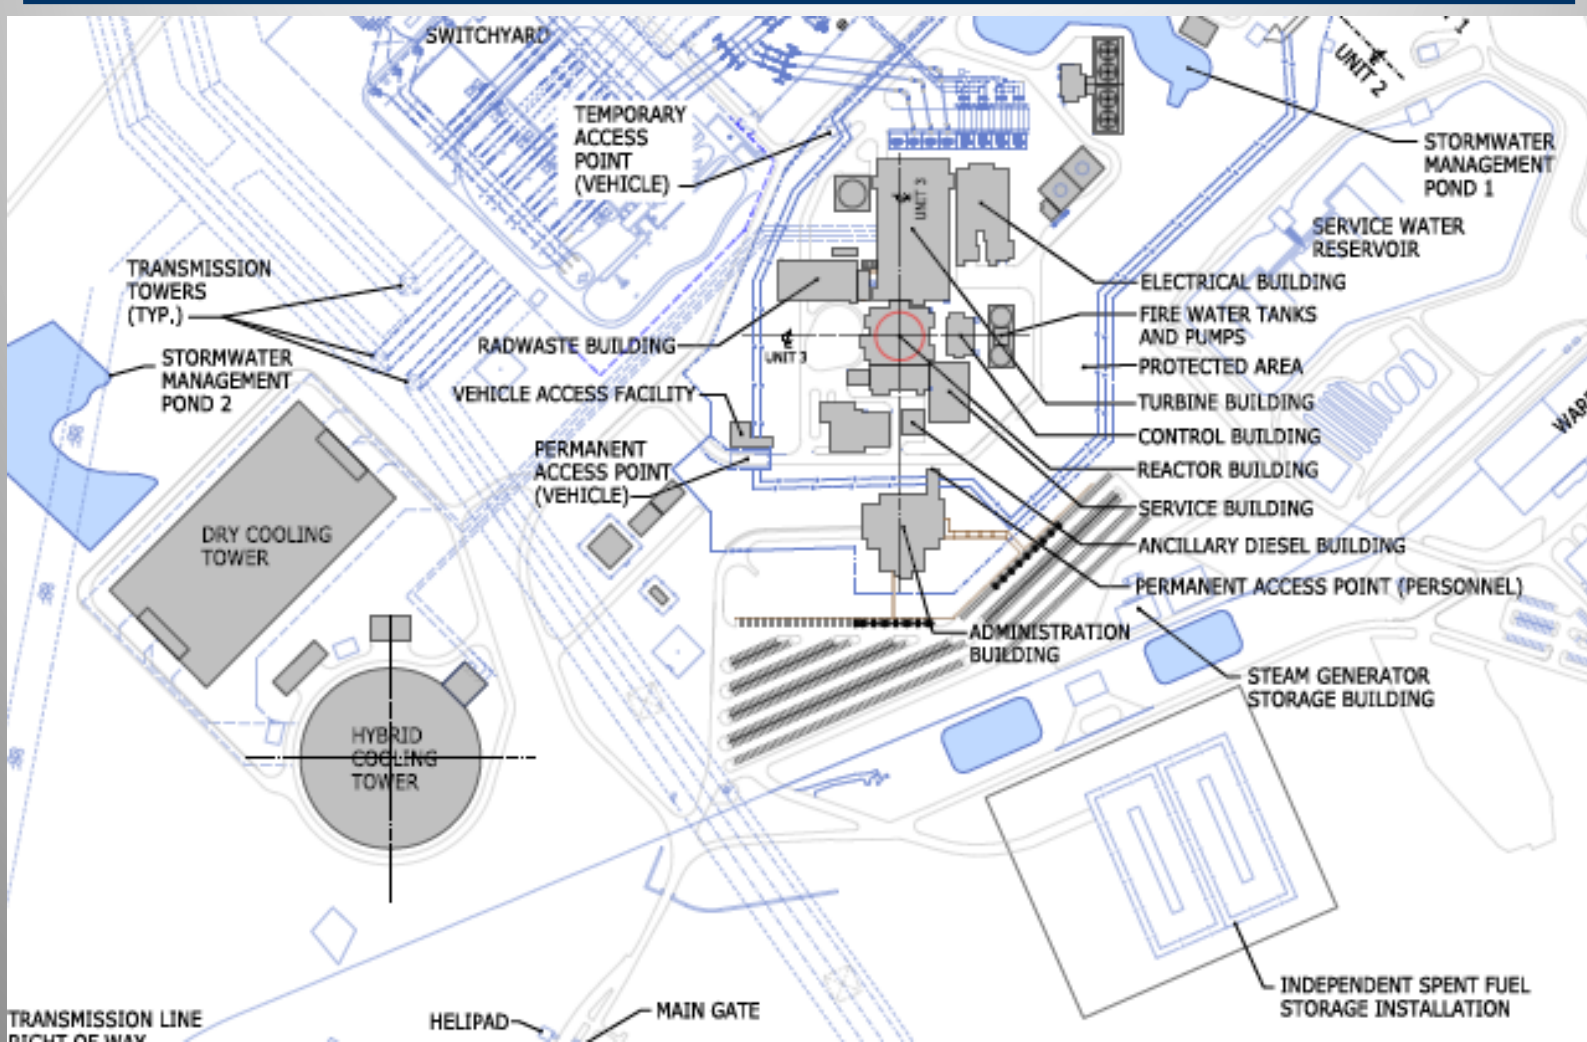 SWITCHYARD
TEMPORARY
ACCESS
POINT
(VEHICLE)
UNIT 2
STORMWATER
MANAGEMENT
POND 1
SERVICE WATER
RESERVOIR
UNIT 3
TRANSMISSION
TOWERS
(TYP.)
ELECTRICAL BUILDING
FIRE WATER TANKS
AND PUMPS
RADWASTE BUILDING
UNIT 3
STORMWATER
MANAGEMENT
POND 2
PROTECTED AREA
VEHICLE ACCESS FACILITY
TURBINE BUILDING
CONTROL BUILDING
PERMANENT
ACCESS POINT
(VEHICLE)
REACTOR BUILDING
SERVICE BUILDING
DRY COOLING
TOWER
ANCILLARY DIESEL BUILDING
PERMANENT ACCESS POINT (PERSONNEL)
ADMINISTRATION
BUILDING
STEAM GENERATOR
STORAGE BUILDING
HYBRID
COOLING
TOWER
INDEPENDENT SPENT FUEL
STORAGE INSTALLATION
MAIN GATE
HELIPAD
TRANSMISSION LINE
RIGHT OF WAY